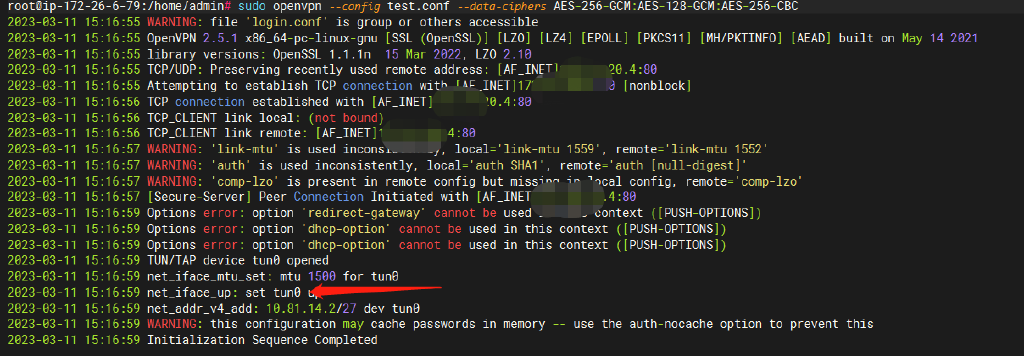 root@ip-172-26-6-79:/home/admin# sudo openvpn --config test.conf --data-ciphers AES-256-GCM:AES-128-GCM:AES-256-CBC
2023-03-11 15:16:55 WARNING: file 'login.conf' is group or others accessible
2023-03-11 15:16:55 OpenVPN 2.5.1 x86_64-pc-linux-gnu [SSL (OpenSSL)] [LZO] [LZ4] [EPOLL] [PKCS11] [MH/PKTINFO] [AEAD] built on May 14 2021
2023-03-11 15:16:55 library versions: OpenSSL 1.1.1n  15 Mar 2022, LZO 2.10
2023-03-11 15:16:55 TCP/UDP: Preserving recently used remote address: [AF_INET] 20.4:80
2023-03-11 15:16:55 Attempting to establish TCP connection with [AF_INET]17 0 [nonblock]
2023-03-11 15:16:56 TCP connection established with [AF_INET] 0.4:80
2023-03-11 15:16:56 TCP_CLIENT link local: (not bound)
2023-03-11 15:16:56 TCP_CLIENT link remote: [AF_INET] 4:80
2023-03-11 15:16:57 WARNING: 'link-mtu' is used local='link-mtu 1559', remote='link-mtu 1552'
2023-03-11 15:16:57 WARNING: 'auth' is used inconsistently, local='auth SHA1', remote='auth [null-digest]'
2023-03-11 15:16:57 WARNING: 'comp-lzo' is present in remote config but missing in local config, remote='comp-lzo'
2023-03-11 15:16:57 [Secure-Server] Peer Connection Initiated with [AF_INET .4:80
2023-03-11 15:16:59 Options error: option 'redirect-gateway' cannot be used context ([PUSH-OPTIONS])
2023-03-11 15:16:59 Options error: option 'dhcp-option' cannot be used in this context ([PUSH-OPTIONS])
2023-03-11 15:16:59 Options error: option 'dhcp-option' cannot be used in this context ([PUSH-OPTIONS])
2023-03-11 15:16:59 TUN/TAP device tun0 opened
2023-03-11 15:16:59 net_iface_mtu_set: mtu 1500 for tun0
2023-03-11 15:16:59 net_iface_up: set tun0
2023-03-11 15:16:59 net_addr_v4_add: 10.81.14.2/27 dev tun0
2023-03-11 15:16:59 WARNING: this configuration may cache passwords in memory -- use the auth-nocache option to prevent this
2023-03-11 15:16:59 Initialization Sequence Completed